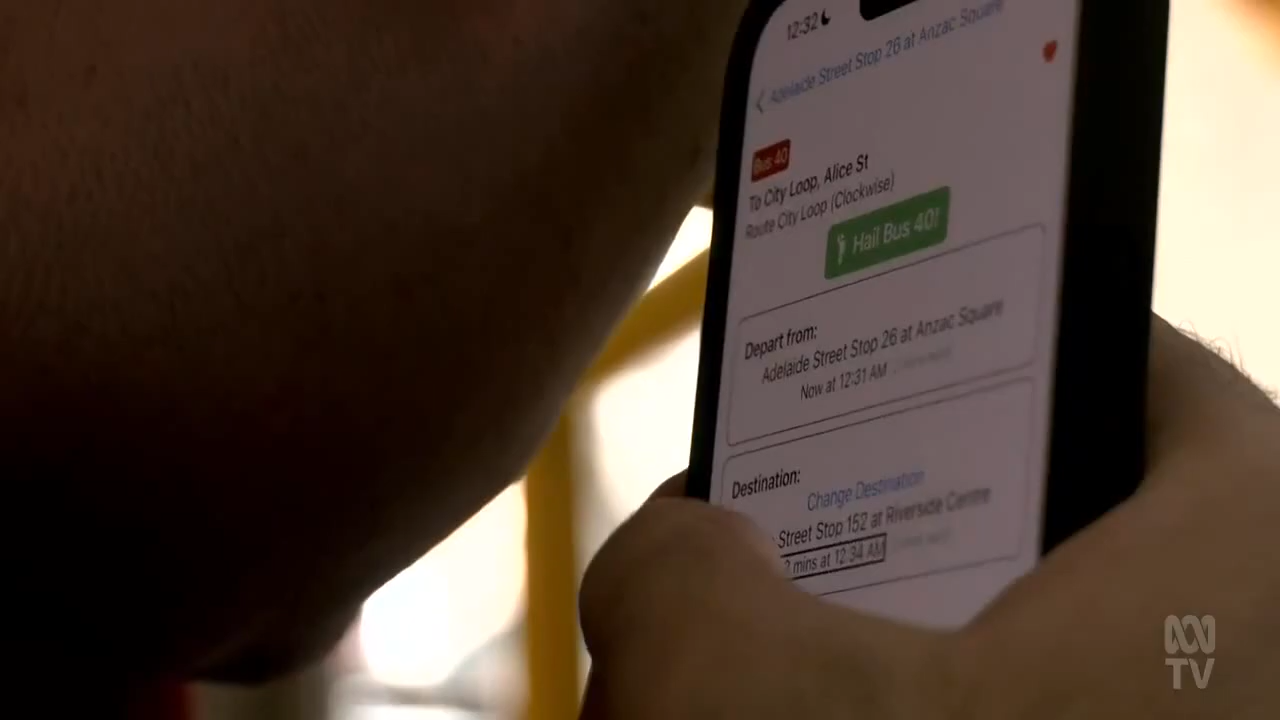 12:32
Adelaide Street Stop 26 at Anzac Square
Bus 40
To City Loop, Alice St
Route City Loop (Clockwise)
Hail Bus 40!
Depart from:
Adelaide Street Stop 26 at Anzac Square
Now at 12:31 AM
Destination:
Change Destination
Street Stop 152 at Riverside Centre
2 mins at 12:34 AM
TV